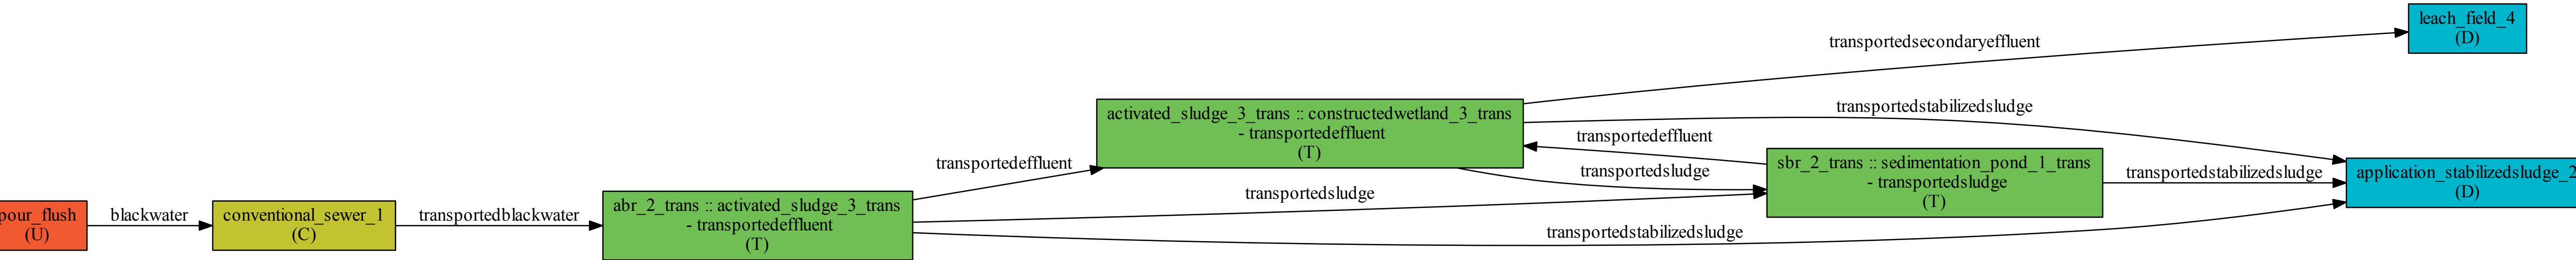 pour_flush
(U)
blackwater
conventional_sewer_1
(C)
transportedblackwater
abr_2_trans :: activated_sludge_3_trans
- transportedeffluent
(T)
transportedeffluent
transportedsludge
transportedstabilizedsludge
activated_sludge_3_trans :: constructedwetland_3_trans
- transportedeffluent
(T)
transportedsecondaryeffluent
transportedstabilizedsludge
transportedeffluent
transportedsludge
sbr_2_trans :: sedimentation_pond_1_trans
- transportedsludge
(T)
transportedstabilizedsludge
leach_field_4
(D)
application_stabilizedsludge_2
(D)